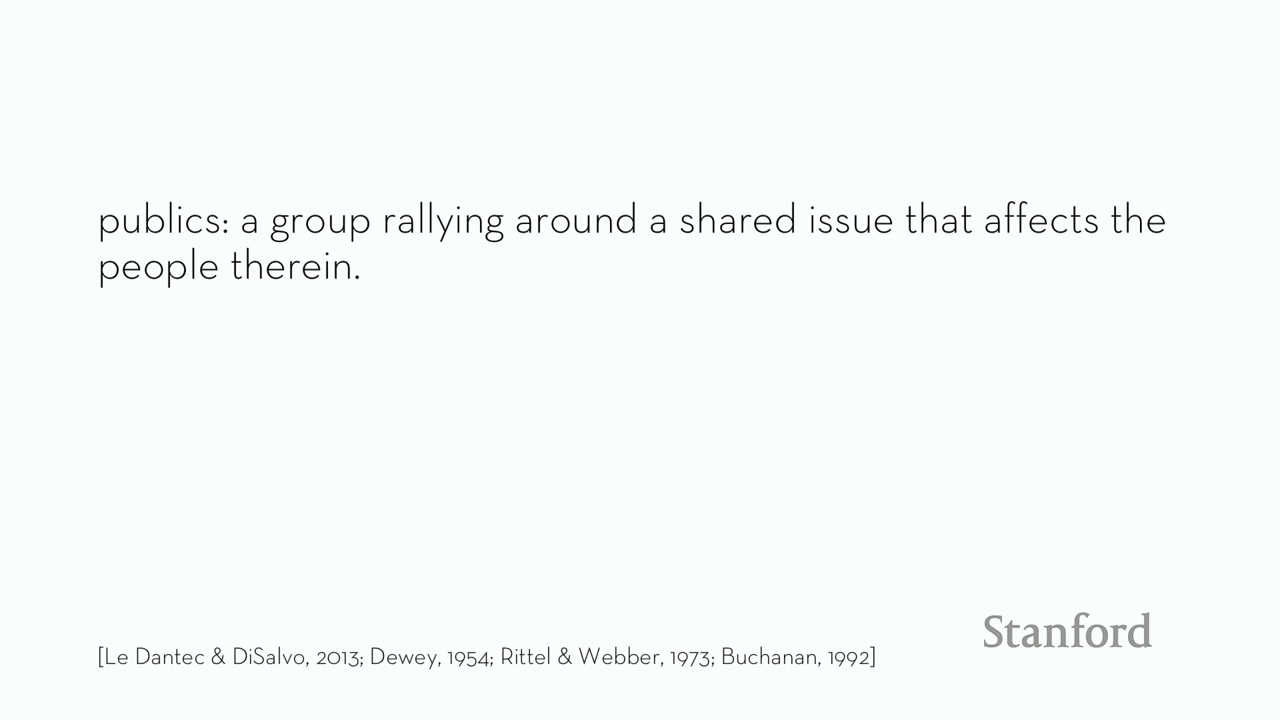 publics: a group rallying around a shared issue that affects the
people therein.
Stanford
[Le Dantec & DiSalvo, 2013; Dewey, 1954; Rittel & Webber, 1973; Buchanan, 1992]